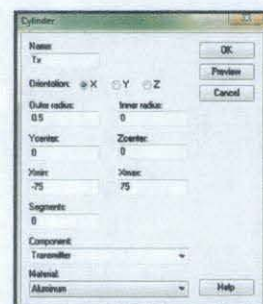 Cylinder
Name:
Tx
OK
Preview
Cancel
Orientation: X Y Z
Outer radius: Inner radius:
0.5 0
Ycenter: Zcenter:
0 0
Xmin: Xmax:
-75 75
Segments:
0
Component:
Transmitter
Material:
Aluminum
Help